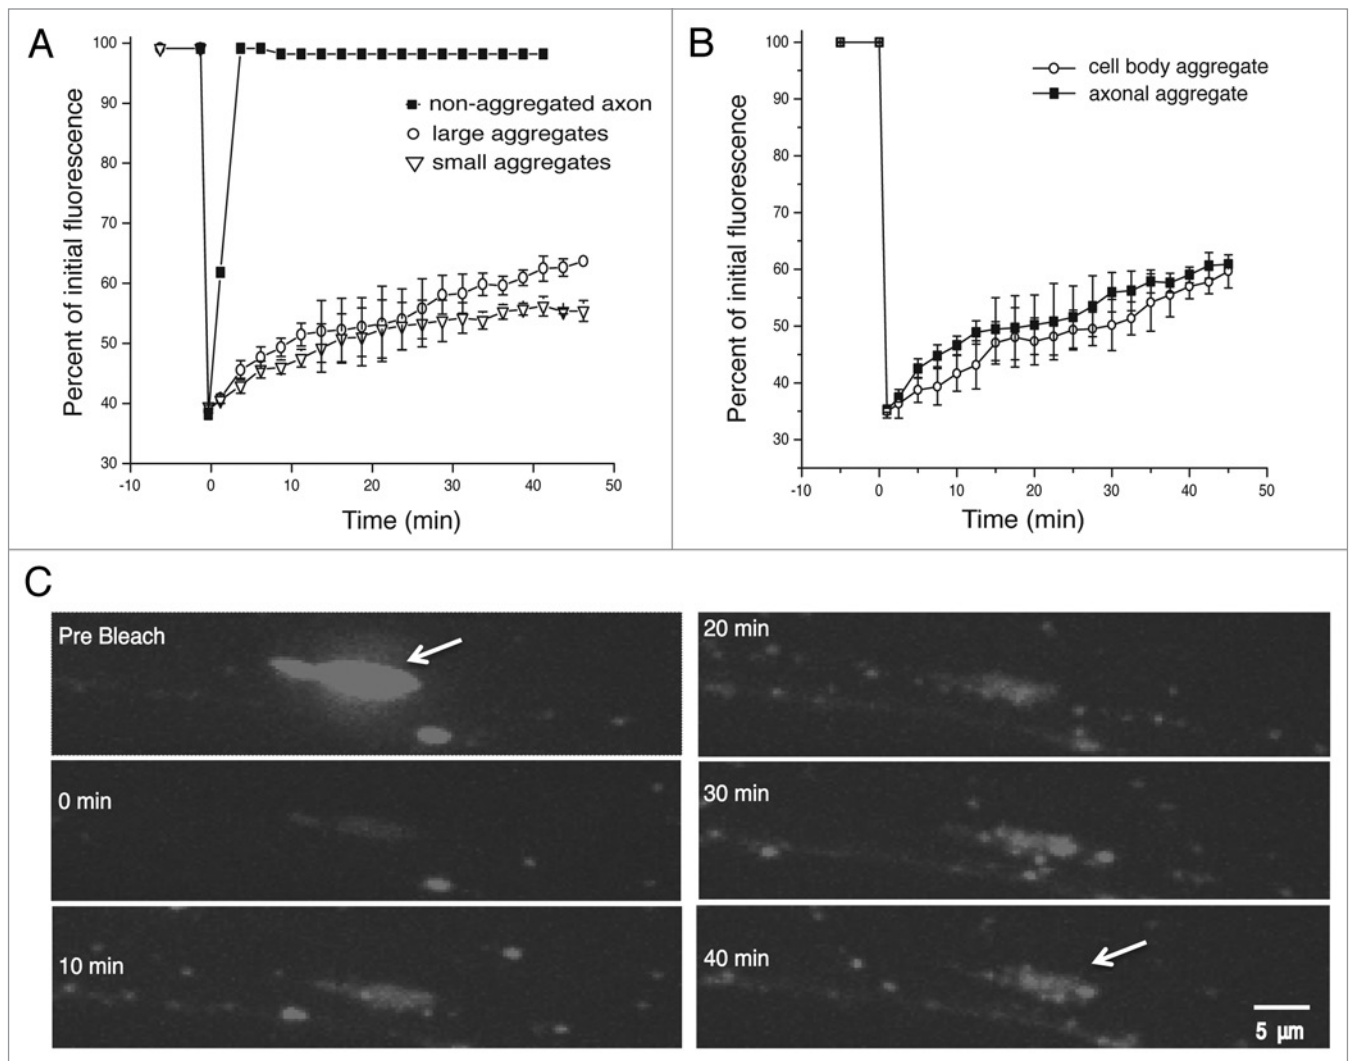 A
100
90
80
70
60
50
40
30
-10
0
10
20
30
40
50
Percent of initial fluorescence
Time (min)
non-aggregated axon
large aggregates
small aggregates
B
100
90
80
70
60
50
40
30
-10
0
10
20
30
40
50
Percent of initial fluorescence
Time (min)
cell body aggregate
axonal aggregate
C
Pre Bleach
0 min
10 min
20 min
30 min
40 min
5 µm